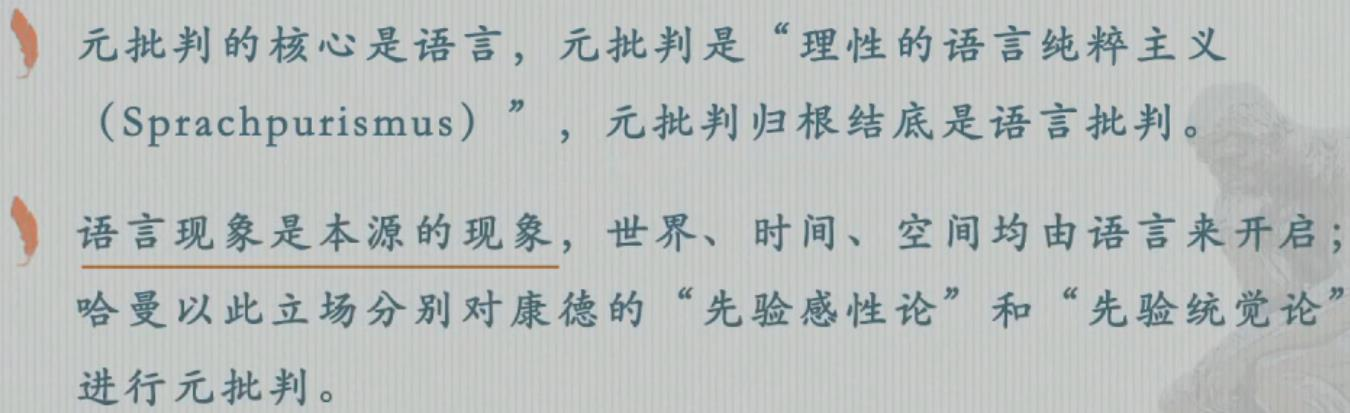 元批判的核心是语言，元批判是“理性的语言纯粹主义
（Sprachpurismus）”，元批判归根结底是语言批判。
语言现象是本源的现象，世界、时间、空间均由语言来开启；
哈曼以此立场分别对康德的“先验感性论”和“先验统觉论”
进行元批判。